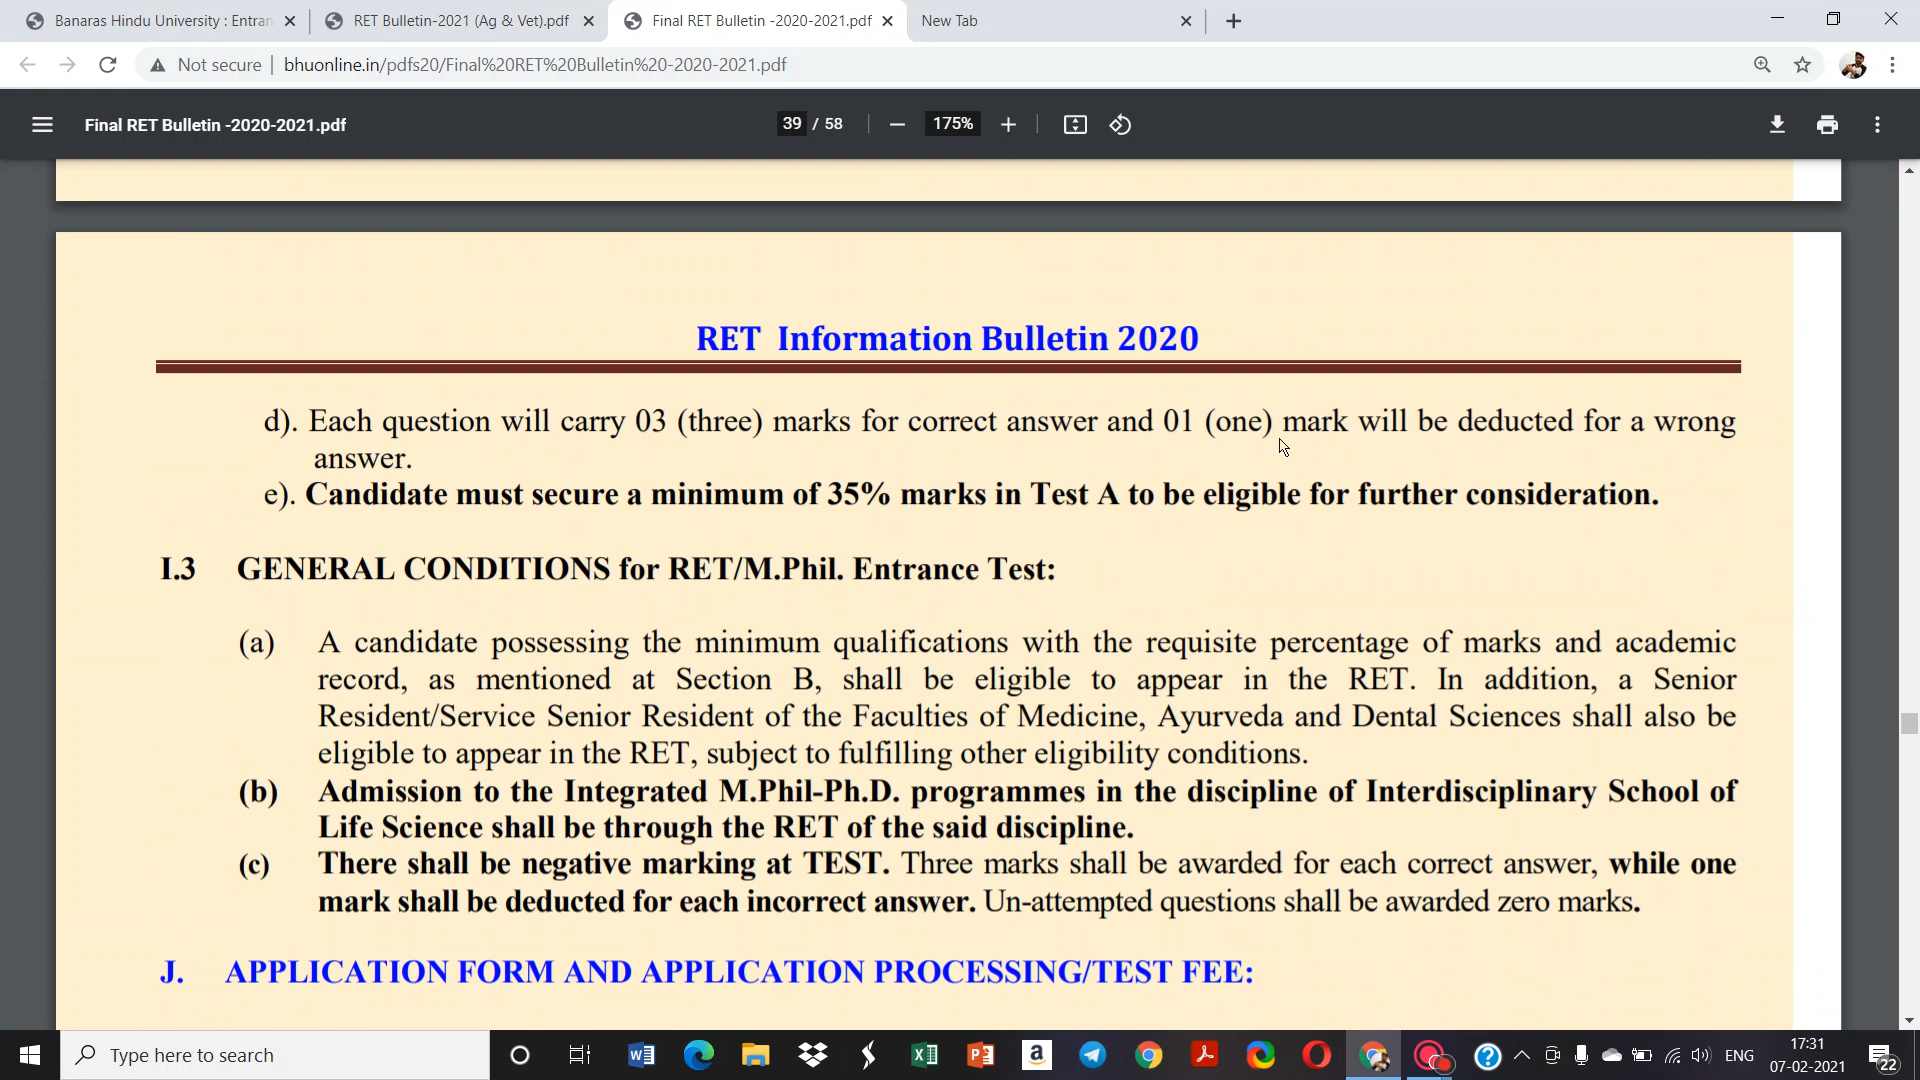 Banaras Hindu University : Entran
RET Bulletin-2021 (Ag & Vet).pdf
Final RET Bulletin -2020-2021.pdf
New Tab
Not secure | bhuonline.in/pdfs20/Final%20RET%20Bulletin%20-2020-2021.pdf
Final RET Bulletin -2020-2021.pdf
39 / 58
175%
RET Information Bulletin 2020
d). Each question will carry 03 (three) marks for correct answer and 01 (one) mark will be deducted for a wrong
answer.
e). Candidate must secure a minimum of 35% marks in Test A to be eligible for further consideration.
I.3 GENERAL CONDITIONS for RET/M.Phil. Entrance Test:
(a) A candidate possessing the minimum qualifications with the requisite percentage of marks and academic
record, as mentioned at Section B, shall be eligible to appear in the RET. In addition, a Senior
Resident/Service Senior Resident of the Faculties of Medicine, Ayurveda and Dental Sciences shall also be
eligible to appear in the RET, subject to fulfilling other eligibility conditions.
(b) Admission to the Integrated M.Phil-Ph.D. programmes in the discipline of Interdisciplinary School of
Life Science shall be through the RET of the said discipline.
(c) There shall be negative marking at TEST. Three marks shall be awarded for each correct answer, while one
mark shall be deducted for each incorrect answer. Un-attempted questions shall be awarded zero marks.
J. APPLICATION FORM AND APPLICATION PROCESSING/TEST FEE:
Type here to search
ENG
17:31
07-02-2021
22